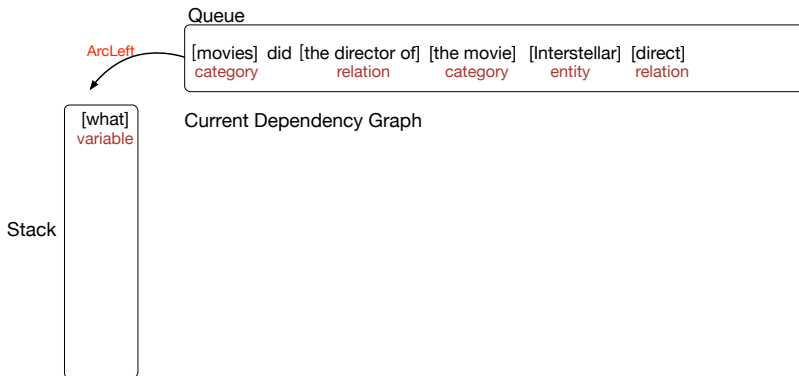 Queue
ArcLeft
[movies] did [the director of] [the movie] [Interstellar] [direct]
category relation category entity relation
[what]
variable
Current Dependency Graph
Stack